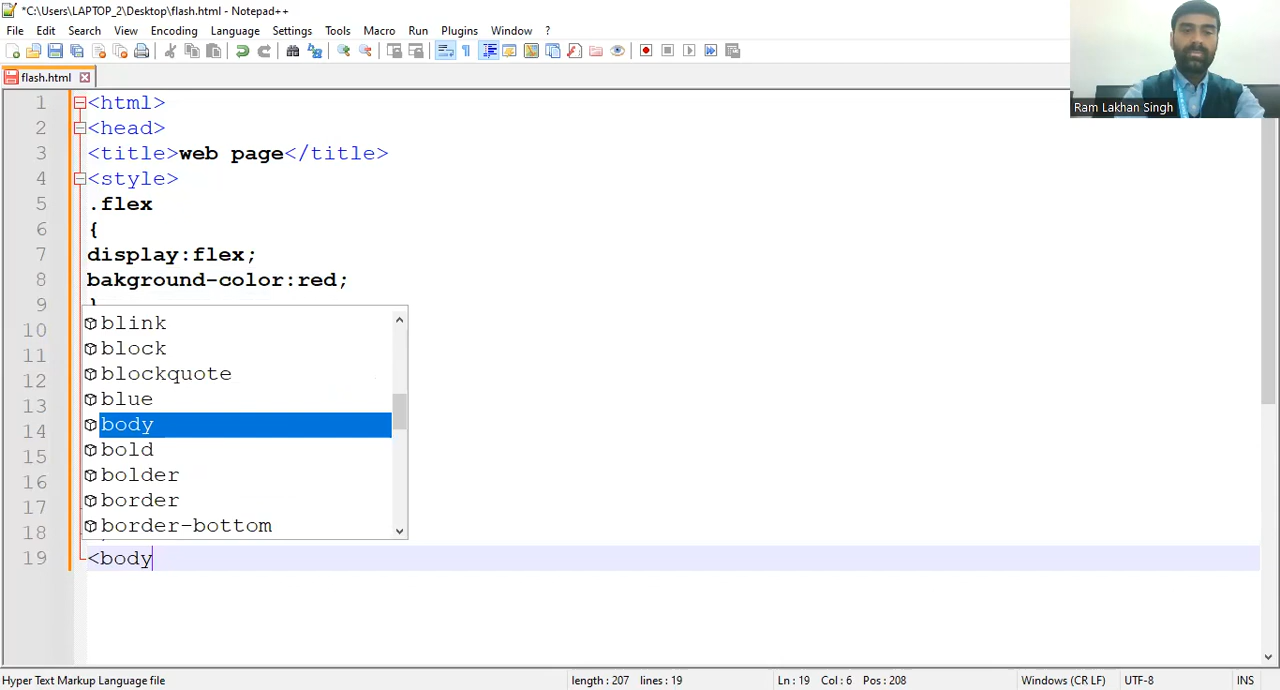 *C:\Users\LAPTOP_2\Desktop\flash.html - Notepad++
File Edit Search View Encoding Language Settings Tools Macro Run Plugins Window ?
flash.html
Ram Lakhan Singh
1 <html>
2 <head>
3 <title>web page</title>
4 <style>
5 .flex
6 {
7 display:flex;
8 bakground-color:red;
9 }
10
11 blink
12 block
13 blockquote
14 blue
15 body
16 bold
17 bolder
18 border
border-bottom
19 <body
Hyper Text Markup Language file length : 207 lines : 19 Ln : 19 Col : 6 Pos : 208 Windows (CR LF) UTF-8 INS